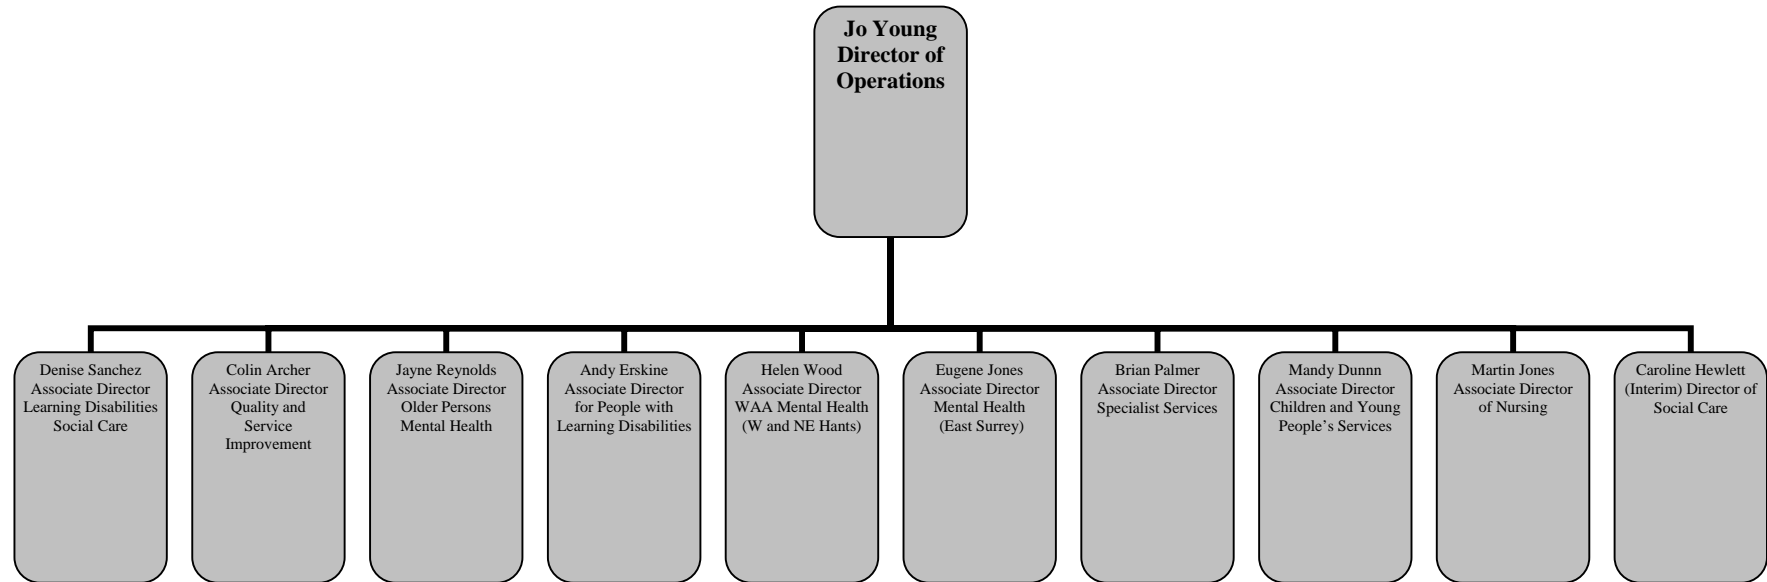 Jo Young
Director of
Operations
Denise Sanchez
Associate Director
Learning Disabilities
Social Care
Colin Archer
Associate Director
Quality and
Service
Improvement
Jayne Reynolds
Associate Director
Older Persons
Mental Health
Andy Erskine
Associate Director
for People with
Learning Disabilities
Helen Wood
Associate Director
WAA Mental Health
(W and NE Hants)
Eugene Jones
Associate Director
Mental Health
(East Surrey)
Brian Palmer
Associate Director
Specialist Services
Mandy Dunnn
Associate Director
Children and Young
People’s Services
Martin Jones
Associate Director
of Nursing
Caroline Hewlett
(Interim) Director of
Social Care